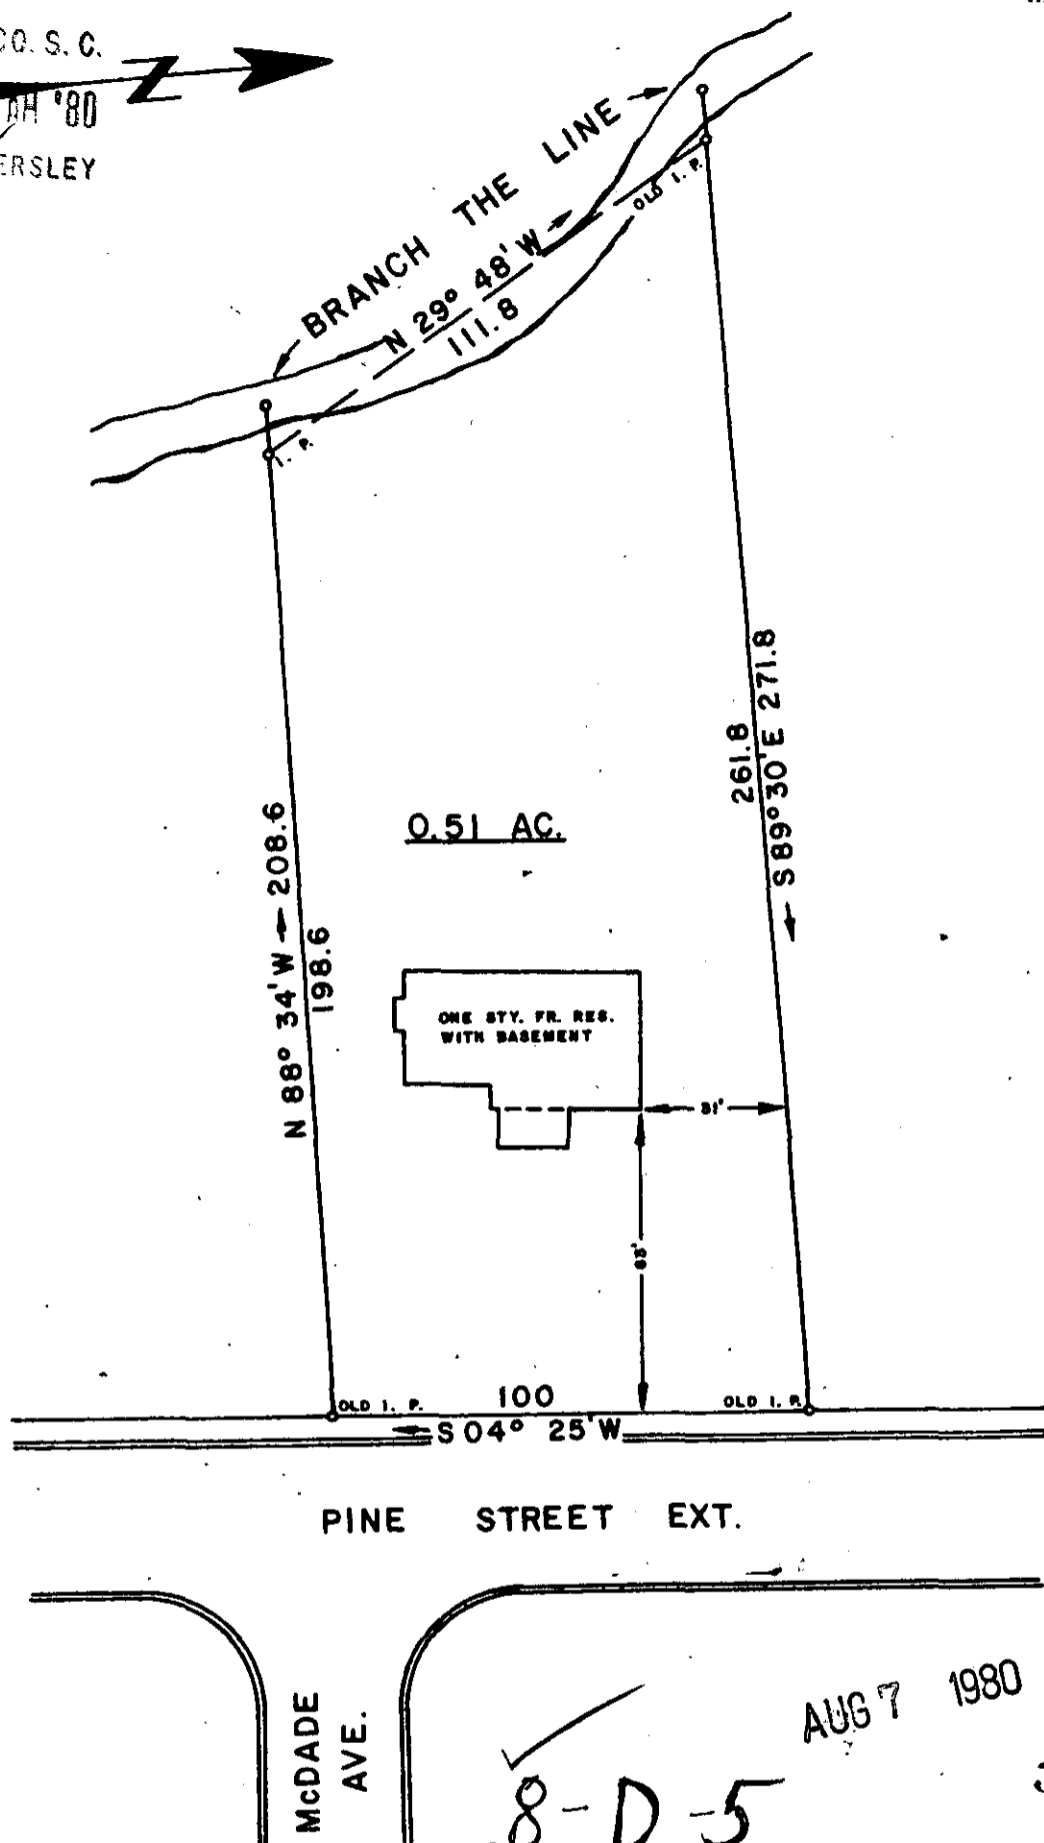 CO. S. C.
Z
AM '80
ERSLEY
BRANCH THE LINE
N 29° 48' W
111.8
OLD I. P.
I. P.
261.8
S 89° 30' E 271.8
N 88° 34' W 208.6
198.6
0.51 AC.
ONE STY. FR. RES.
WITH BASEMENT
31'
OLD I. P.
100
OLD I. P.
S 04° 25' W
PINE STREET EXT.
McDADE
AVE.
AUG 7 1980
8-D-5